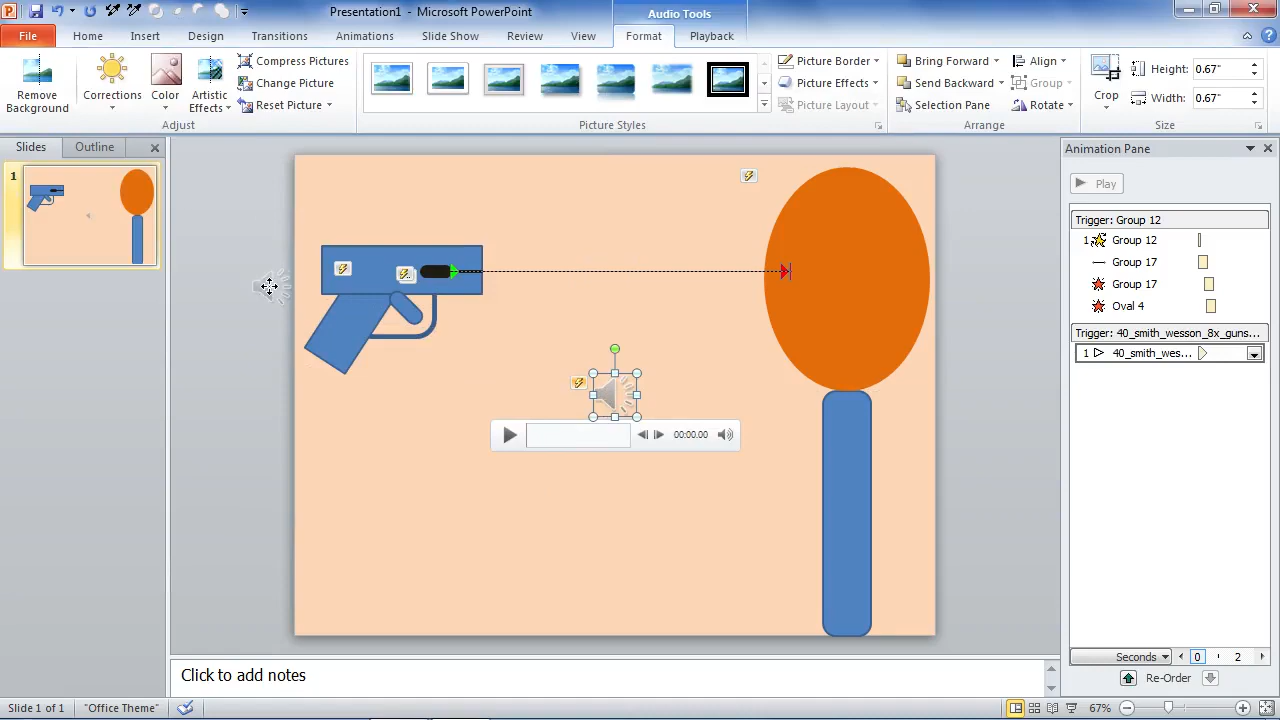 Presentation1 - Microsoft PowerPoint
Audio Tools
File Home Insert Design Transitions Animations Slide Show Review View Format Playback
Remove Background
Corrections
Color
Artistic Effects
Compress Pictures
Change Picture
Reset Picture
Adjust
Picture Styles
Picture Border
Picture Effects
Picture Layout
Bring Forward
Send Backward
Selection Pane
Align
Group
Rotate
Arrange
Crop
Height: 0.67"
Width: 0.67"
Size
Slides Outline
1
Animation Pane
Play
Trigger: Group 12
1 Group 12
Group 17
Group 17
Oval 4
Trigger: 40_smith_wesson_8x_guns...
1 40_smith_wes...
00:00.00
Seconds 0 2
Re-Order
Click to add notes
Slide 1 of 1 "Office Theme" 67%